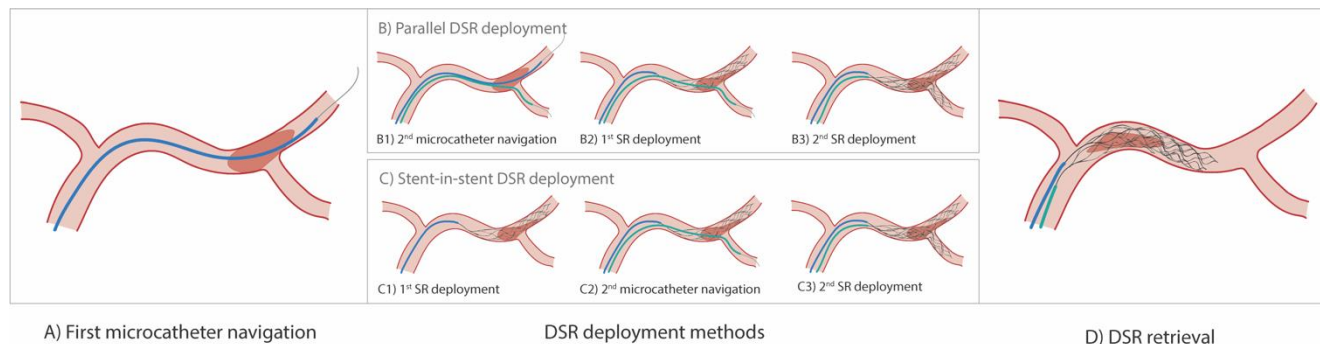 B) Parallel DSR deployment
B1) 2nd microcatheter navigation
B2) 1st SR deployment
B3) 2nd SR deployment
C) Stent-in-stent DSR deployment
C1) 1st SR deployment
C2) 2nd microcatheter navigation
C3) 2nd SR deployment
A) First microcatheter navigation
DSR deployment methods
D) DSR retrieval